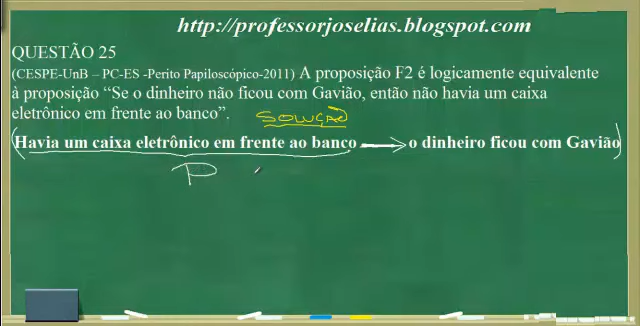 http://professorjoselias.blogspot.com
QUESTÃO 25
(CESPE-UnB – PC-ES -Perito Papiloscópico-2011) A proposição F2 é logicamente equivalente
à proposição “Se o dinheiro não ficou com Gavião, então não havia um caixa
eletrônico em frente ao banco”.
SOLUÇÃO
(Havia um caixa eletrônico em frente ao banco → o dinheiro ficou com Gavião)
P